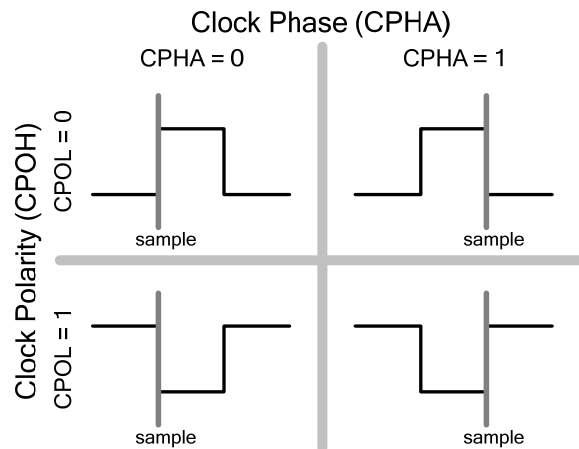 Clock Phase (CPHA)
CPHA = 0
CPHA = 1
Clock Polarity (CPOH)
CPOL = 0
sample
sample
CPOL = 1
sample
sample